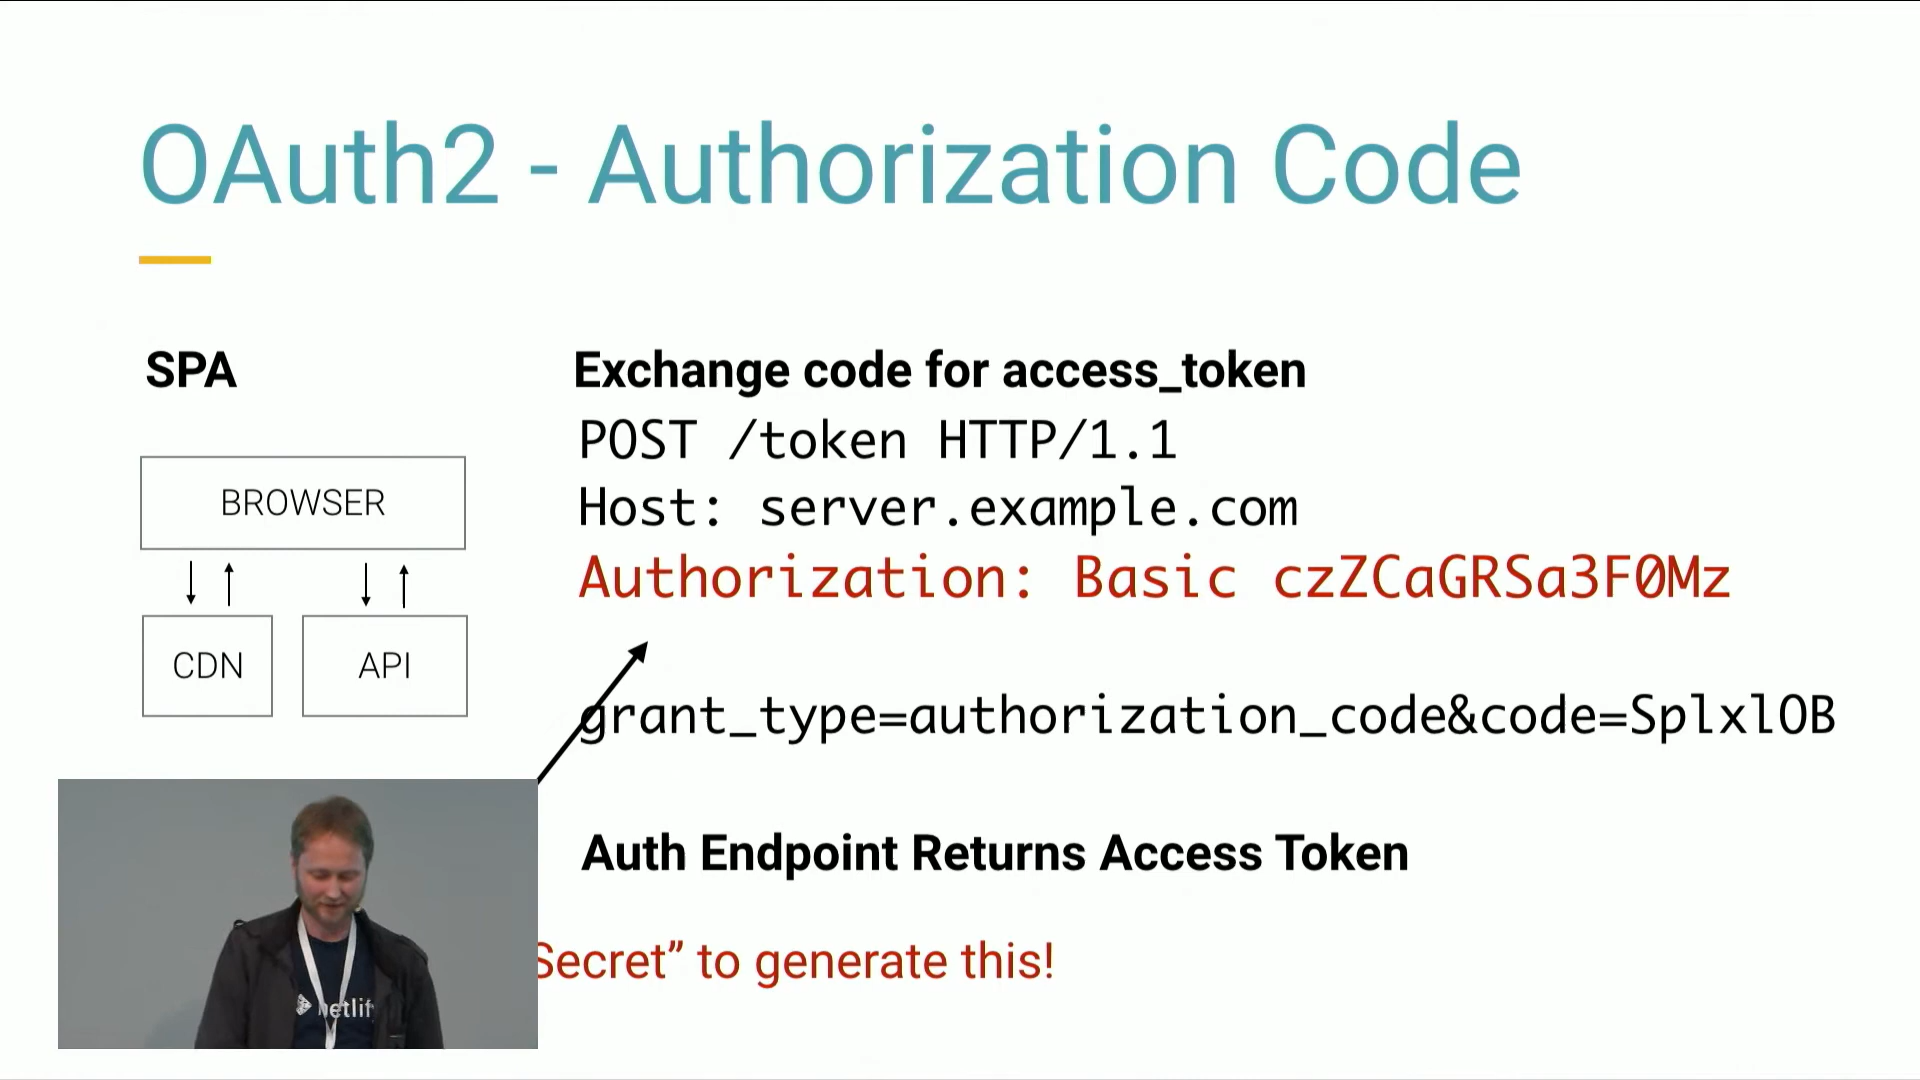 OAuth2 - Authorization Code
SPA
BROWSER
CDN
API
Exchange code for access_token
POST /token HTTP/1.1
Host: server.example.com
Authorization: Basic czZCaGRSa3F0Mz
grant_type=authorization_code&code=SplxlOB
Auth Endpoint Returns Access Token
Secret” to generate this!
netlify